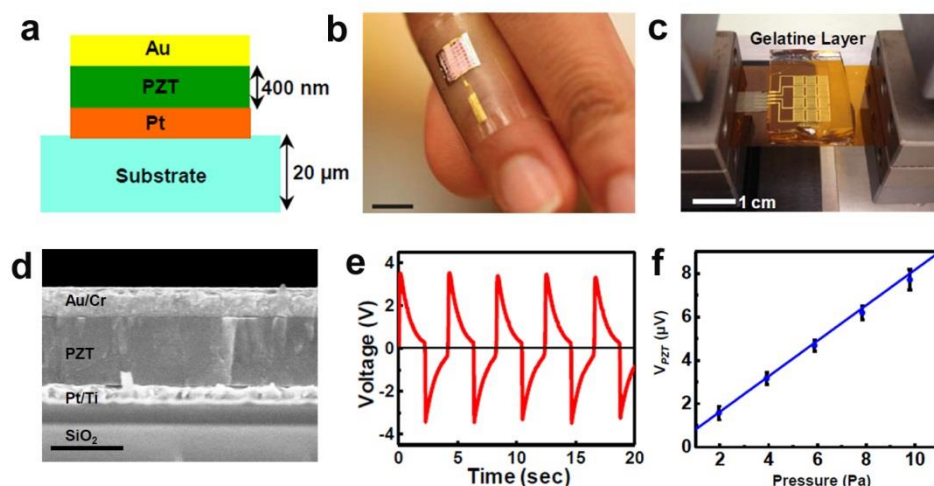 a
Au
PZT
400 nm
Pt
Substrate
20 µm
b
c
Gelatine Layer
1 cm
d
Au/Cr
PZT
Pt/Ti
SiO₂
e
Voltage (V)
4
2
0
-2
-4
0 5 10 15 20
Time (sec)
f
V_PZT (µV)
8
6
4
2
0
2 4 6 8 10
Pressure (Pa)